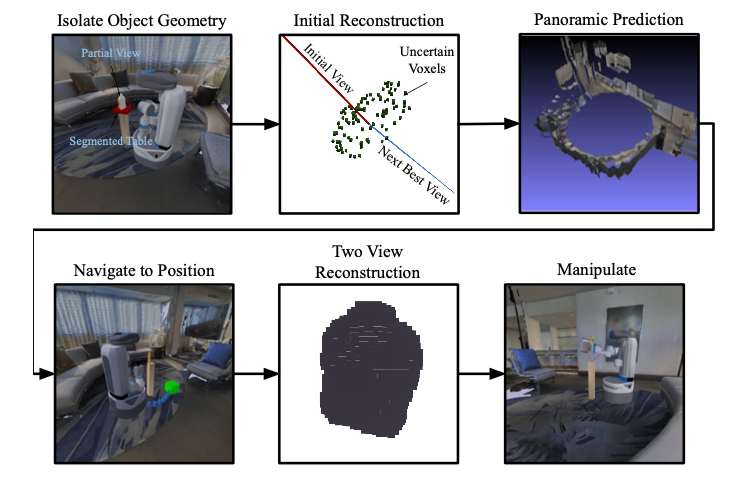 Isolate Object Geometry
Initial Reconstruction
Panoramic Prediction
Partial View
Segmented Table
Initial View
Uncertain
Voxels
Next Best View
Navigate to Position
Two View
Reconstruction
Manipulate